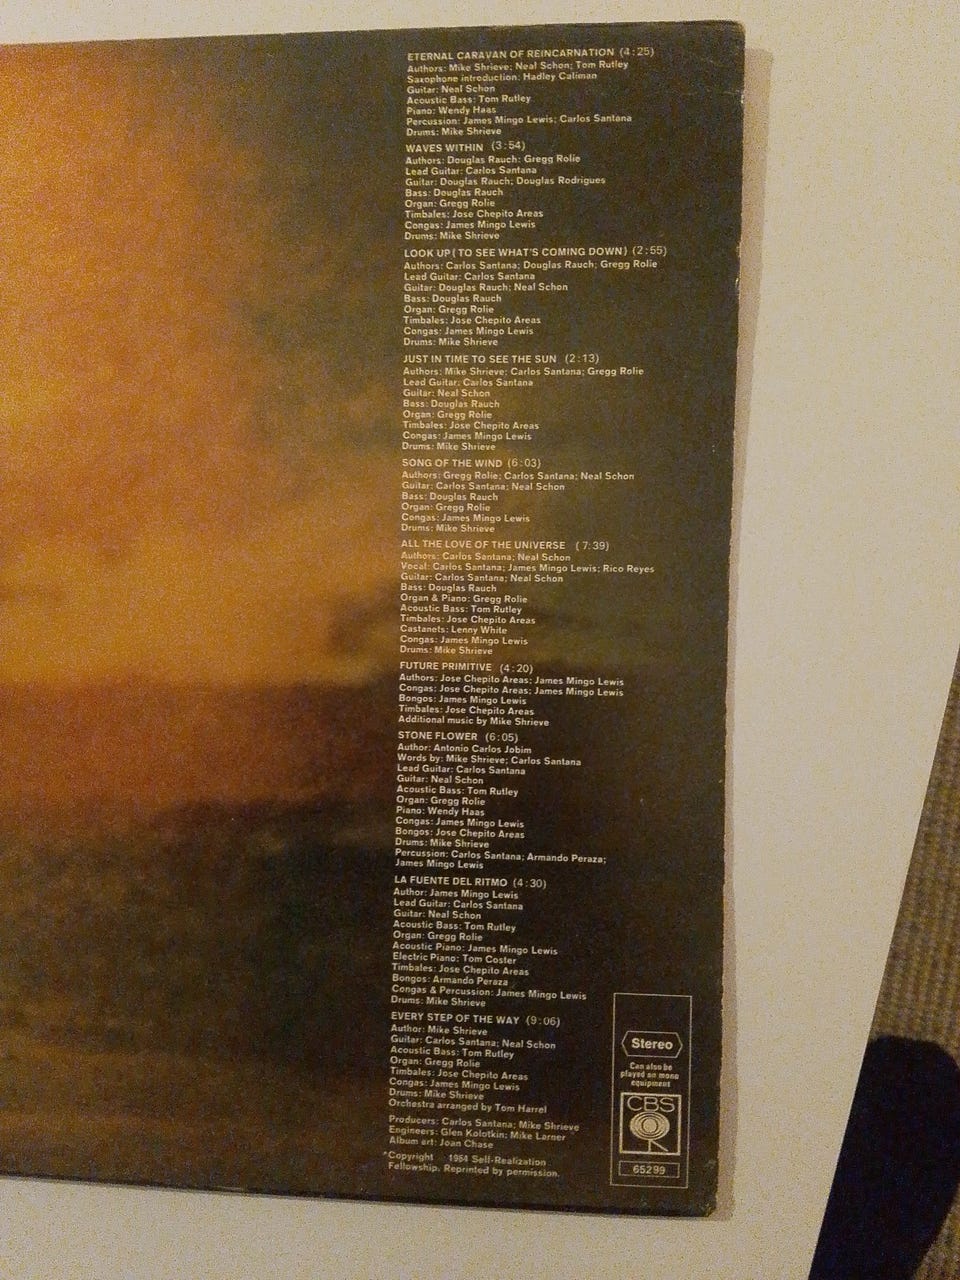 ETERNAL CARAVAN OF REINCARNATION (4:25)
Authors: Mike Shrieve; Neal Schon; Tom Rutley
Saxophone introduction: Hadley Caliman
Guitar: Neal Schon
Acoustic Bass: Tom Rutley
Piano: Wendy Haas
Percussion: James Mingo Lewis; Carlos Santana
Drums: Mike Shrieve
WAVES WITHIN (3:54)
Authors: Douglas Rauch: Gregg Rolie
Lead Guitar: Carlos Santana
Guitar: Douglas Rauch; Douglas Rodrigues
Bass: Douglas Rauch
Organ: Gregg Rolie
Timbales: Jose Chepito Areas
Congas: James Mingo Lewis
Drums: Mike Shrieve
LOOK UP (TO SEE WHAT'S COMING DOWN) (2:55)
Authors: Carlos Santana; Douglas Rauch; Gregg Rolie
Lead Guitar: Carlos Santana
Guitar: Douglas Rauch; Neal Schon
Bass: Douglas Rauch
Organ: Gregg Rolie
Timbales: Jose Chepito Areas
Congas: James Mingo Lewis
Drums: Mike Shrieve
JUST IN TIME TO SEE THE SUN (2:13)
Authors: Mike Shrieve; Carlos Santana; Gregg Rolie
Lead Guitar: Carlos Santana
Guitar: Neal Schon
Bass: Douglas Rauch
Organ: Gregg Rolie
Timbales: Jose Chepito Areas
Congas: James Mingo Lewis
Drums: Mike Shrieve
SONG OF THE WIND (6:03)
Authors: Gregg Rolie; Carlos Santana; Neal Schon
Guitar: Carlos Santana; Neal Schon
Bass: Douglas Rauch
Organ: Gregg Rolie
Congas: James Mingo Lewis
Drums: Mike Shrieve
ALL THE LOVE OF THE UNIVERSE (7:39)
Authors: Carlos Santana; Neal Schon
Vocal: Carlos Santana; James Mingo Lewis; Rico Reyes
Guitar: Carlos Santana; Neal Schon
Bass: Douglas Rauch
Organ & Piano: Gregg Rolie
Acoustic Bass: Tom Rutley
Timbales: Jose Chepito Areas
Castanets: Lenny White
Congas: James Mingo Lewis
Drums: Mike Shrieve
FUTURE PRIMITIVE (4:20)
Authors: Jose Chepito Areas; James Mingo Lewis
Congas: Jose Chepito Areas; James Mingo Lewis
Bongos: James Mingo Lewis
Timbales: Jose Chepito Areas
Additional music by Mike Shrieve
STONE FLOWER (6:05)
Author: Antonio Carlos Jobim
Words by: Mike Shrieve; Carlos Santana
Lead Guitar: Carlos Santana
Guitar: Neal Schon
Acoustic Bass: Tom Rutley
Organ: Gregg Rolie
Piano: Wendy Haas
Congas: James Mingo Lewis
Bongos: Jose Chepito Areas
Drums: Mike Shrieve
Percussion: Carlos Santana; Armando Peraza;
James Mingo Lewis
LA FUENTE DEL RITMO (4:30)
Author: James Mingo Lewis
Lead Guitar: Carlos Santana
Guitar: Neal Schon
Acoustic Bass: Tom Rutley
Organ: Gregg Rolie
Acoustic Piano: James Mingo Lewis
Electric Piano: Tom Coster
Timbales: Jose Chepito Areas
Bongos: Armando Peraza
Congas & Percussion: James Mingo Lewis
Drums: Mike Shrieve
EVERY STEP OF THE WAY (9:06)
Author: Mike Shrieve
Guitar: Carlos Santana; Neal Schon
Acoustic Bass: Tom Rutley
Organ: Gregg Rolie
Timbales: Jose Chepito Areas
Congas: James Mingo Lewis
Drums: Mike Shrieve
Orchestra arranged by Tom Harrel
Producers: Carlos Santana; Mike Shrieve
Engineers: Glen Kolotkin; Mike Larner
Album art: Joan Chase
*Copyright 1954 Self-Realization
Fellowship. Reprinted by permission.
Stereo
Can also be
played on mono
equipment
CBS
65299